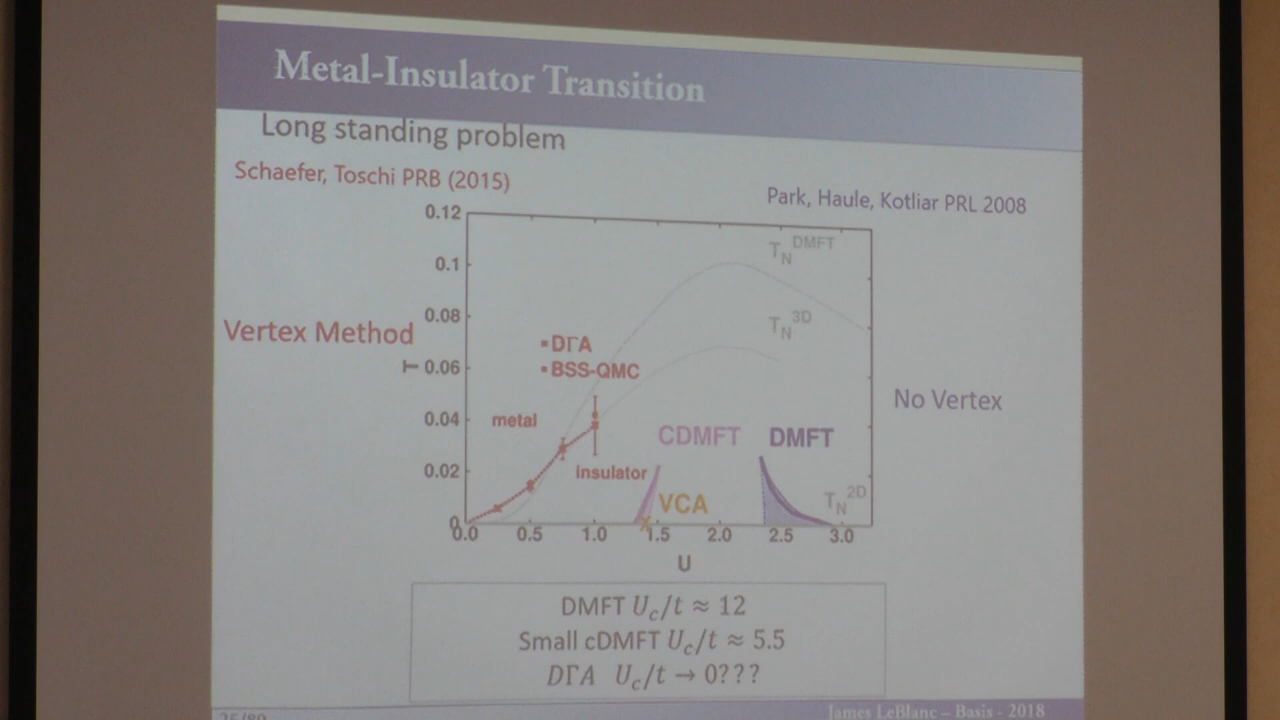 Metal-Insulator Transition
Long standing problem
Schaefer, Toschi PRB (2015)
Park, Haule, Kotliar PRL 2008
Vertex Method
No Vertex
T
0.12
0.1
0.08
0.06
0.04
0.02
0
T_N^DMFT
T_N^3D
DΓA
BSS-QMC
metal
insulator
CDMFT
DMFT
VCA
T_N^2D
0.0 0.5 1.0 1.5 2.0 2.5 3.0
U
DMFT U_c/t ≈ 12
Small cDMFT U_c/t ≈ 5.5
DΓA U_c/t → 0???
James LeBlanc – Basis - 2018